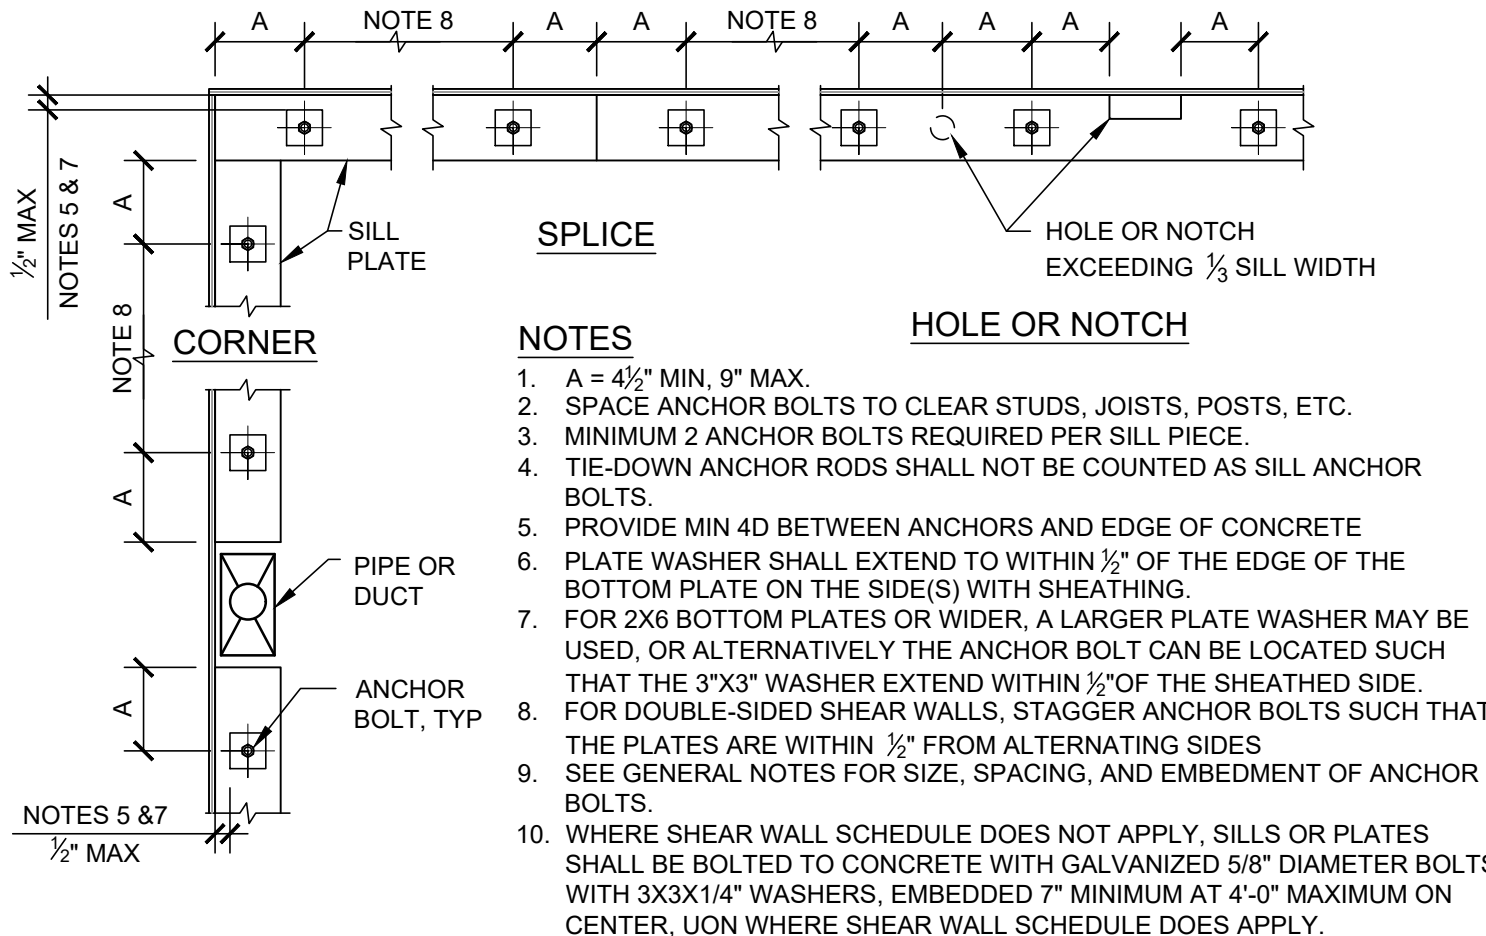 A NOTE 8 A A NOTE 8 A A A A
½" MAX
NOTES 5 & 7
A
NOTE 8
A
A
SILL
PLATE
SPLICE
HOLE OR NOTCH
EXCEEDING ⅓ SILL WIDTH
CORNER
HOLE OR NOTCH
PIPE OR
DUCT
ANCHOR
BOLT, TYP
NOTES 5 &7
½" MAX
NOTES
1. A = 4½" MIN, 9" MAX.
2. SPACE ANCHOR BOLTS TO CLEAR STUDS, JOISTS, POSTS, ETC.
3. MINIMUM 2 ANCHOR BOLTS REQUIRED PER SILL PIECE.
4. TIE-DOWN ANCHOR RODS SHALL NOT BE COUNTED AS SILL ANCHOR
BOLTS.
5. PROVIDE MIN 4D BETWEEN ANCHORS AND EDGE OF CONCRETE
6. PLATE WASHER SHALL EXTEND TO WITHIN ½" OF THE EDGE OF THE
BOTTOM PLATE ON THE SIDE(S) WITH SHEATHING.
7. FOR 2X6 BOTTOM PLATES OR WIDER, A LARGER PLATE WASHER MAY BE
USED, OR ALTERNATIVELY THE ANCHOR BOLT CAN BE LOCATED SUCH
THAT THE 3"X3" WASHER EXTEND WITHIN ½"OF THE SHEATHED SIDE.
8. FOR DOUBLE-SIDED SHEAR WALLS, STAGGER ANCHOR BOLTS SUCH THAT
THE PLATES ARE WITHIN ½" FROM ALTERNATING SIDES
9. SEE GENERAL NOTES FOR SIZE, SPACING, AND EMBEDMENT OF ANCHOR
BOLTS.
10. WHERE SHEAR WALL SCHEDULE DOES NOT APPLY, SILLS OR PLATES
SHALL BE BOLTED TO CONCRETE WITH GALVANIZED 5/8" DIAMETER BOLTS
WITH 3X3X1/4" WASHERS, EMBEDDED 7" MINIMUM AT 4'-0" MAXIMUM ON
CENTER, UON WHERE SHEAR WALL SCHEDULE DOES APPLY.